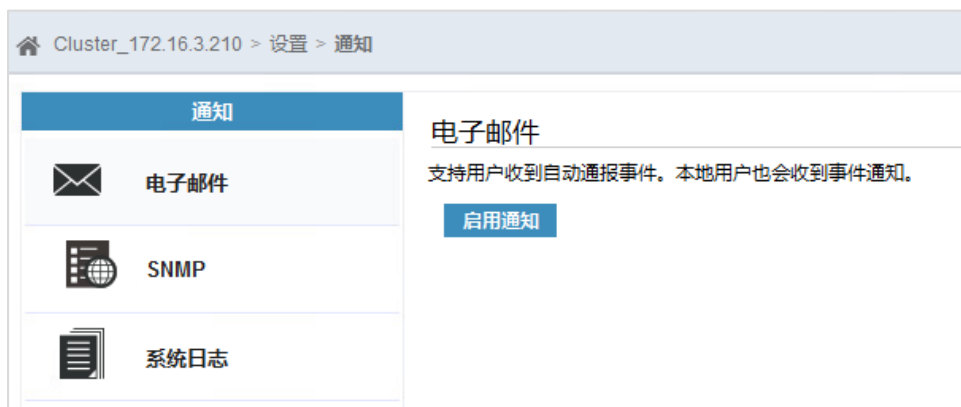 Cluster_172.16.3.210 > 设置 > 通知
通知
电子邮件
SNMP
系统日志
电子邮件
支持用户收到自动通报事件。本地用户也会收到事件通知。
启用通知